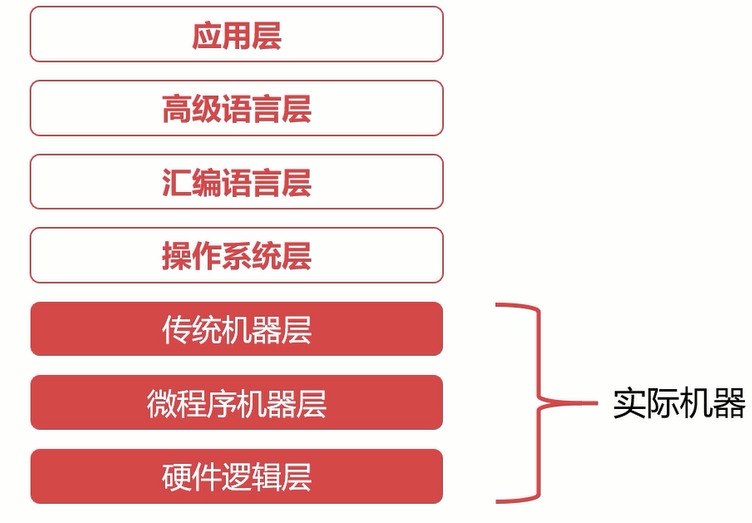 应用层
高级语言层
汇编语言层
操作系统层
传统机器层
微程序机器层
硬件逻辑层
实际机器